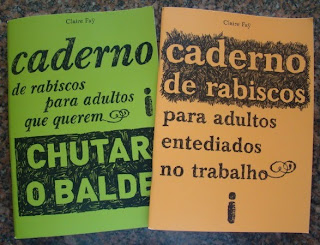 Claire Faÿ
caderno
de rabiscos
para adultos
que querem
CHUTAR
O BALDE
Claire Faÿ
caderno
de rabiscos
para adultos
entediados
no trabalho